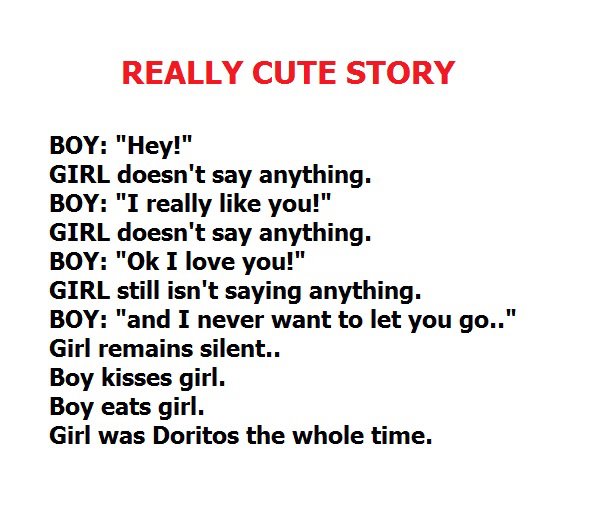 REALLY CUTE STORY
BOY: "Hey!"
GIRL doesn't say anything.
BOY: "I really like you!"
GIRL doesn't say anything.
BOY: "Ok I love you!"
GIRL still isn't saying anything.
BOY: "and I never want to let you go.."
Girl remains silent..
Boy kisses girl.
Boy eats girl.
Girl was Doritos the whole time.